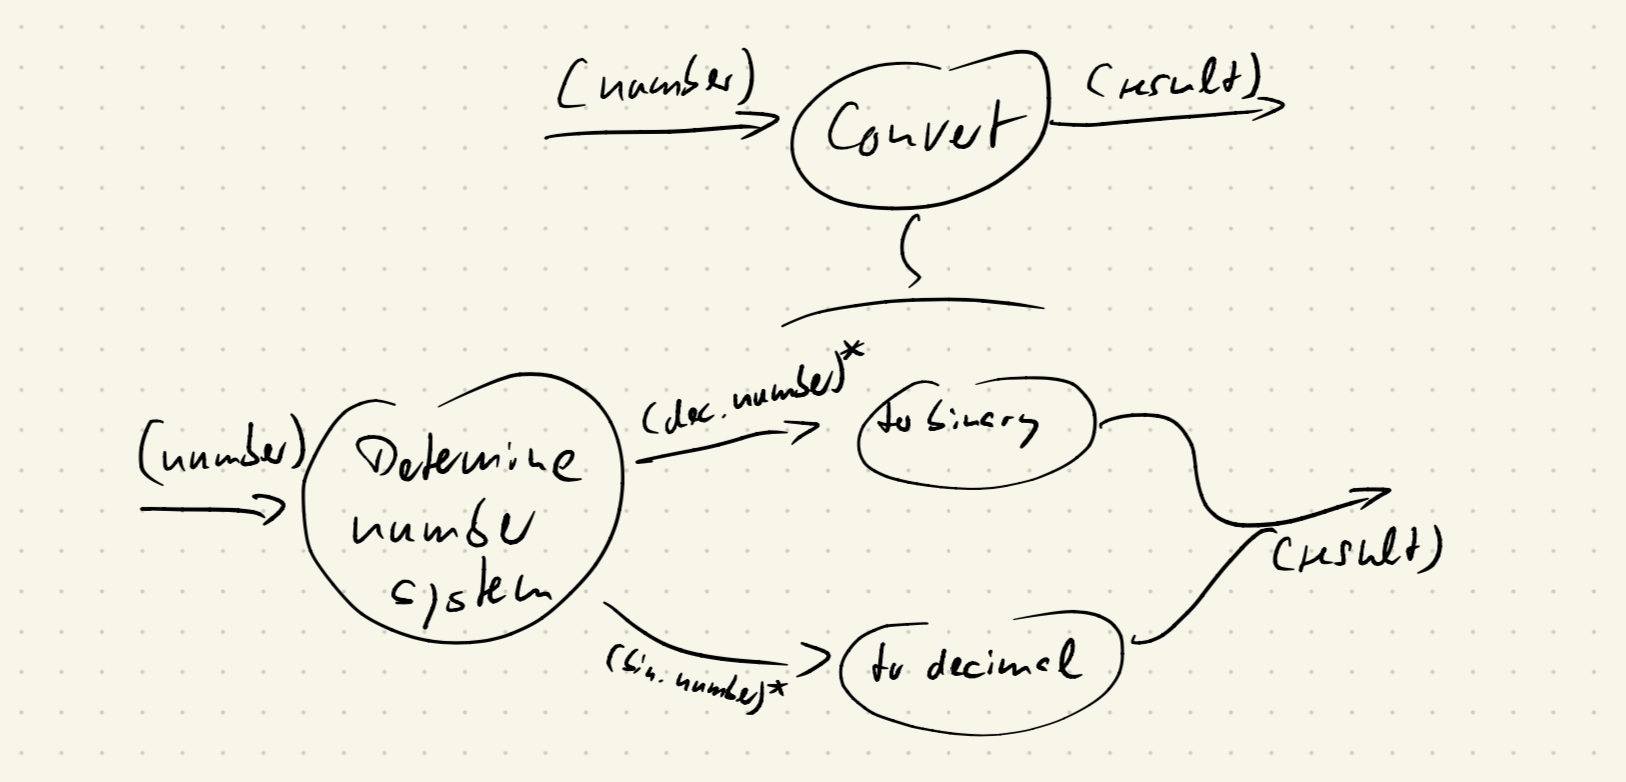 (number)
Convert
(result)
(dec. number)*
to binary
(number)
Determine
number
system
(result)
(bin. number)*
to decimal